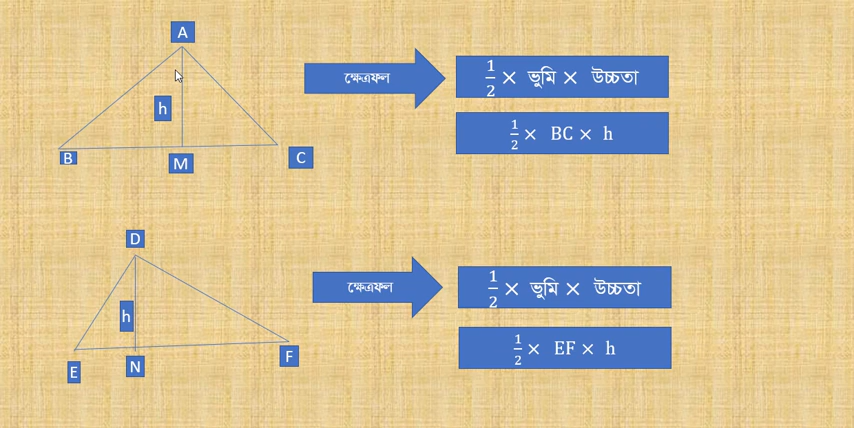 A
h
B
M
C
ক্ষেত্রফল
1/2 × ভুমি × উচ্চতা
1/2 × BC × h
D
h
E
N
F
ক্ষেত্রফল
1/2 × ভুমি × উচ্চতা
1/2 × EF × h